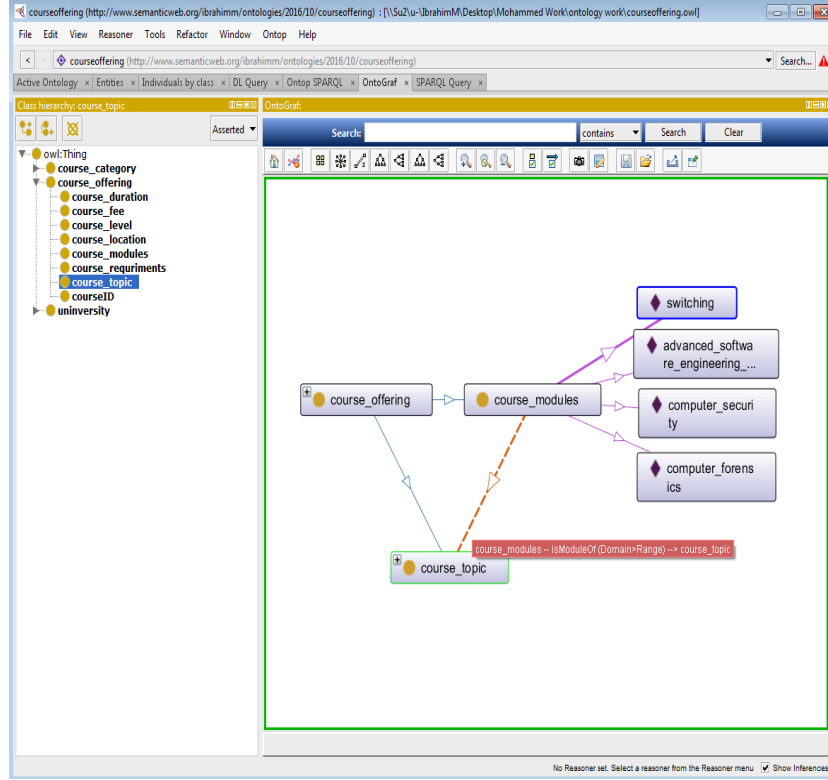 courseoffering (http://www.semanticweb.org/ibrahimm/ontologies/2016/10/courseoffering) : [\\Su2\u-\IbrahimM\Desktop\Mohammed Work\ontology work\courseoffering.owl]
File Edit View Reasoner Tools Refactor Window Ontop Help
< courseoffering (http://www.semanticweb.org/ibrahimm/ontologies/2016/10/courseoffering) Search...
Active Ontology × Entities × Individuals by class × DL Query × Ontop SPARQL × OntoGraf × SPARQL Query ×
Class hierarchy: course_topic
Asserted
owl:Thing
course_category
course_offering
course_duration
course_fee
course_level
course_location
course_modules
course_requriments
course_topic
courseID
uninversity
OntoGraf:
Search: contains Search Clear
switching
advanced_softwa
re_engineering_...
course_offering
course_modules
computer_securi
ty
computer_forens
ics
course_modules -- isModuleOf (Domain>Range) --> course_topic
course_topic
No Reasoner set. Select a reasoner from the Reasoner menu Show Inferences